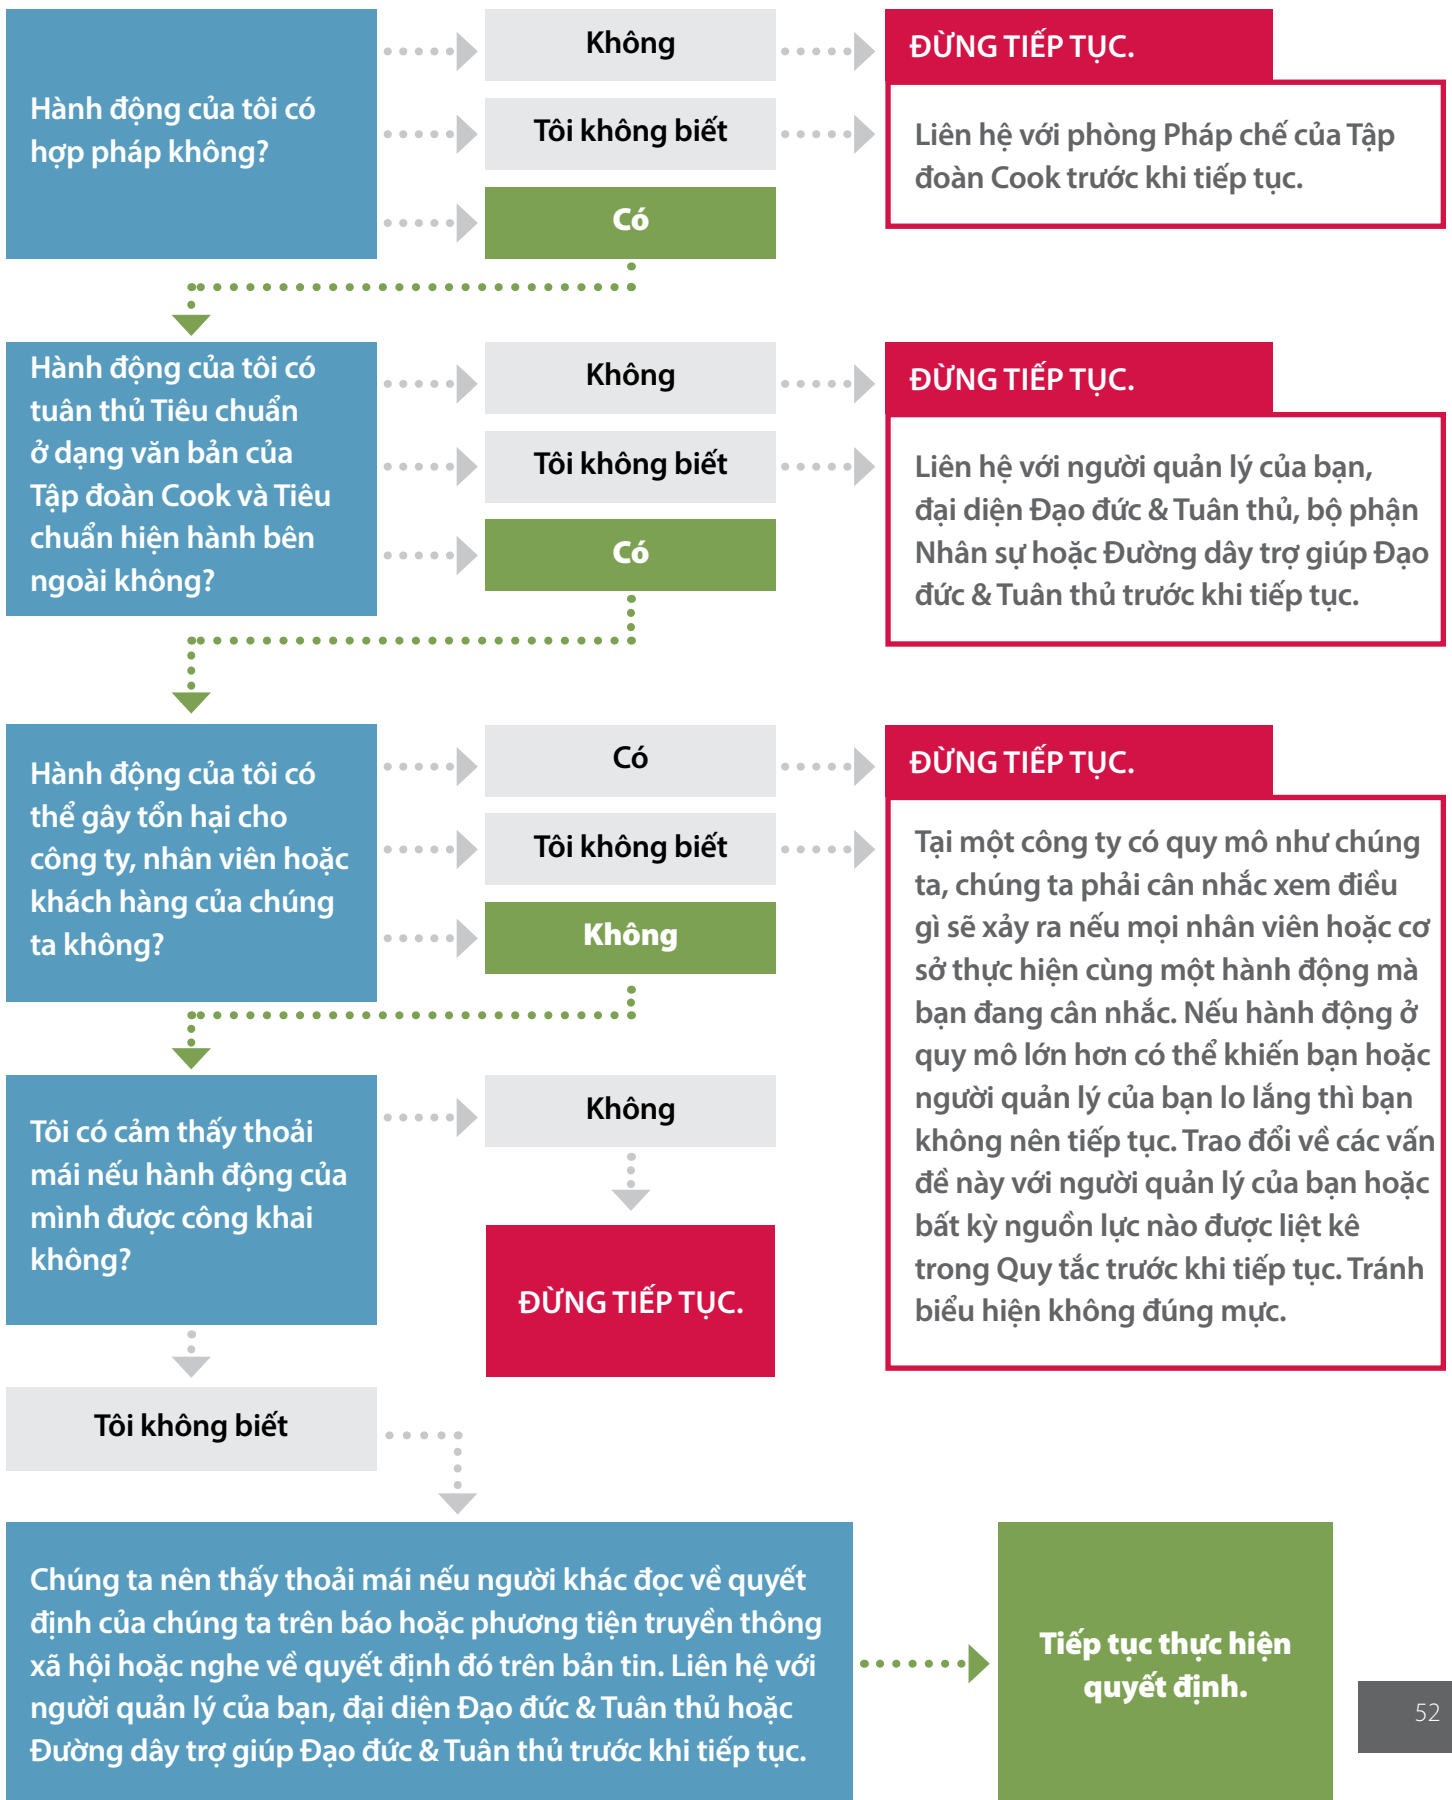 Hành động của tôi có
hợp pháp không?
Không
Tôi không biết
Có
ĐỪNG TIẾP TỤC.
Liên hệ với phòng Pháp chế của Tập
đoàn Cook trước khi tiếp tục.
Hành động của tôi có
tuân thủ Tiêu chuẩn
ở dạng văn bản của
Tập đoàn Cook và Tiêu
chuẩn hiện hành bên
ngoài không?
Không
Tôi không biết
Có
ĐỪNG TIẾP TỤC.
Liên hệ với người quản lý của bạn,
đại diện Đạo đức & Tuân thủ, bộ phận
Nhân sự hoặc Đường dây trợ giúp Đạo
đức & Tuân thủ trước khi tiếp tục.
Hành động của tôi có
thể gây tổn hại cho
công ty, nhân viên hoặc
khách hàng của chúng
ta không?
Có
Tôi không biết
Không
ĐỪNG TIẾP TỤC.
Tại một công ty có quy mô như chúng
ta, chúng ta phải cân nhắc xem điều
gì sẽ xảy ra nếu mọi nhân viên hoặc cơ
sở thực hiện cùng một hành động mà
bạn đang cân nhắc. Nếu hành động ở
quy mô lớn hơn có thể khiến bạn hoặc
người quản lý của bạn lo lắng thì bạn
không nên tiếp tục. Trao đổi về các vấn
đề này với người quản lý của bạn hoặc
bất kỳ nguồn lực nào được liệt kê
trong Quy tắc trước khi tiếp tục. Tránh
biểu hiện không đúng mực.
Tôi có cảm thấy thoải
mái nếu hành động của
mình được công khai
không?
Không
ĐỪNG TIẾP TỤC.
Tôi không biết
Chúng ta nên thấy thoải mái nếu người khác đọc về quyết
định của chúng ta trên báo hoặc phương tiện truyền thông
xã hội hoặc nghe về quyết định đó trên bản tin. Liên hệ với
người quản lý của bạn, đại diện Đạo đức & Tuân thủ hoặc
Đường dây trợ giúp Đạo đức & Tuân thủ trước khi tiếp tục.
Tiếp tục thực hiện
quyết định.
52